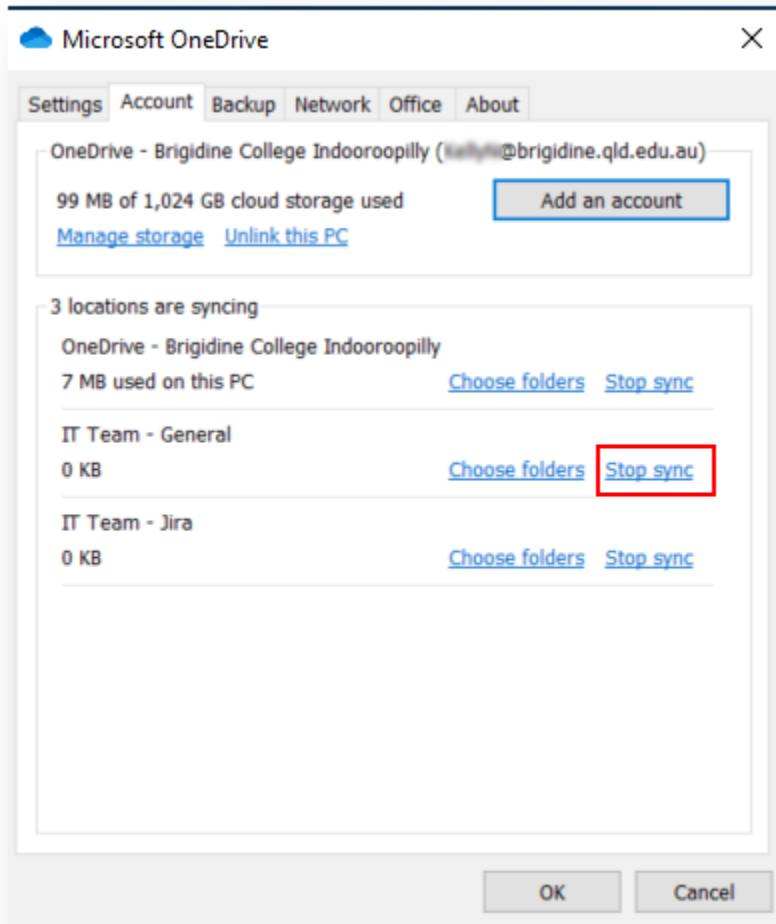 Microsoft OneDrive
Settings Account Backup Network Office About
OneDrive - Brigidine College Indooroopilly ( @brigidine.qld.edu.au)
99 MB of 1,024 GB cloud storage used Add an account
Manage storage Unlink this PC
3 locations are syncing
OneDrive - Brigidine College Indooroopilly
7 MB used on this PC Choose folders Stop sync
IT Team - General
0 KB Choose folders Stop sync
IT Team - Jira
0 KB Choose folders Stop sync
OK Cancel